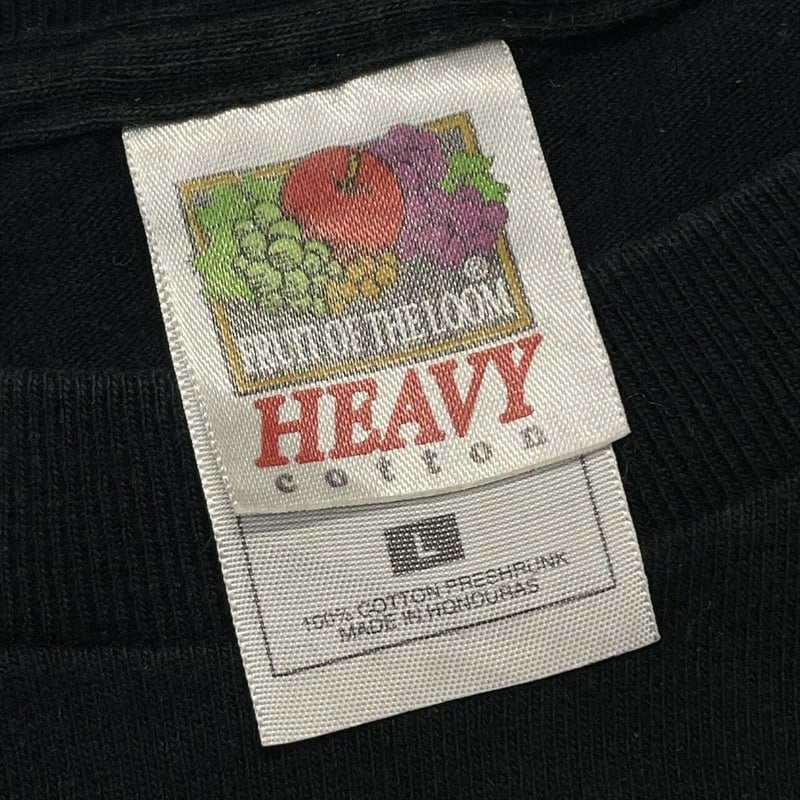 ®
FRUIT OF THE LOOM
HEAVY
cotton
L
100% COTTON PRESHRUNK
MADE IN HONDURAS